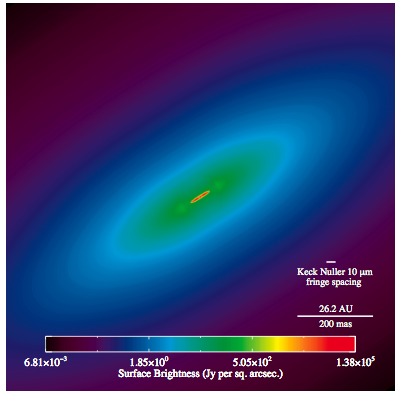 Keck Nuller 10 μm
fringe spacing
26.2 AU
200 mas
6.81×10⁻³ 1.85×10⁰ 5.05×10² 1.38×10⁵
Surface Brightness (Jy per sq. arcsec.)